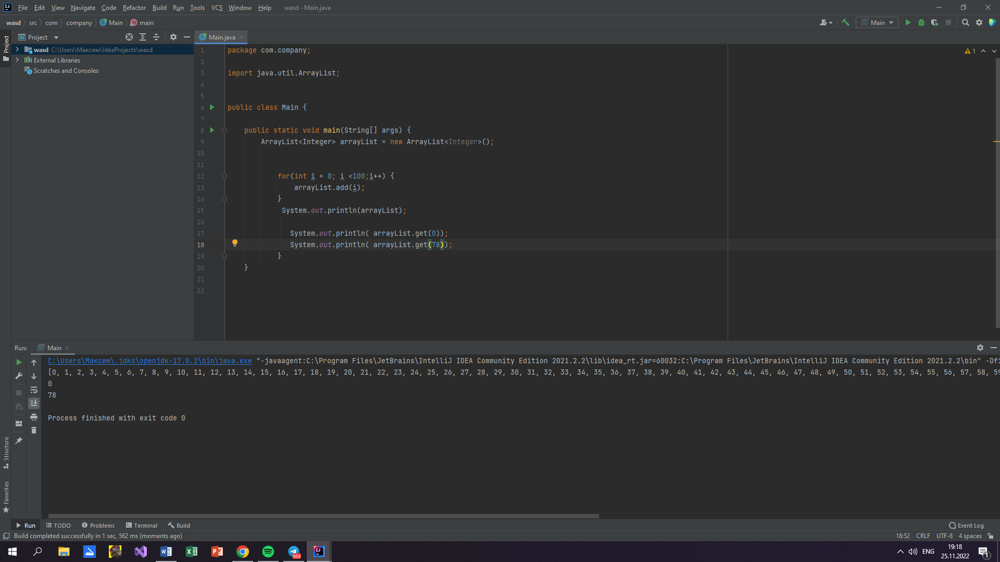 File Edit View Navigate Code Refactor Build Run Tools VCS Window Help wasd - Main.java
wasd src com company Main main
Main
Project
Main.java
Project
wasd C:\Users\Максим\IdeaProjects\wasd
External Libraries
Scratches and Consoles
1 package com.company;
2
3 import java.util.ArrayList;
4
5
6 public class Main {
7
8 public static void main(String[] args) {
9 ArrayList<Integer> arrayList = new ArrayList<Integer>();
10
11
12 for(int i = 0; i <100;i++) {
13 arrayList.add(i);
14 }
15 System.out.println(arrayList);
16
17 System.out.println( arrayList.get(0));
18 System.out.println( arrayList.get(78));
19 }
20 }
21
22
1
Run: Main
C:\Users\Максим\.jdks\openjdk-17.0.2\bin\java.exe "-javaagent:C:\Program Files\JetBrains\IntelliJ IDEA Community Edition 2021.2.2\lib\idea_rt.jar=60032:C:\Program Files\JetBrains\IntelliJ IDEA Community Edition 2021.2.2\bin" -Dfi
[0, 1, 2, 3, 4, 5, 6, 7, 8, 9, 10, 11, 12, 13, 14, 15, 16, 17, 18, 19, 20, 21, 22, 23, 24, 25, 26, 27, 28, 29, 30, 31, 32, 33, 34, 35, 36, 37, 38, 39, 40, 41, 42, 43, 44, 45, 46, 47, 48, 49, 50, 51, 52, 53, 54, 55, 56, 57, 58, 59
0
78
Process finished with exit code 0
Structure
Favorites
Run TODO Problems Terminal Build Event Log
Build completed successfully in 1 sec, 562 ms (moments ago) 18:52 CRLF UTF-8 4 spaces
504
ENG
19:18
25.11.2022
1